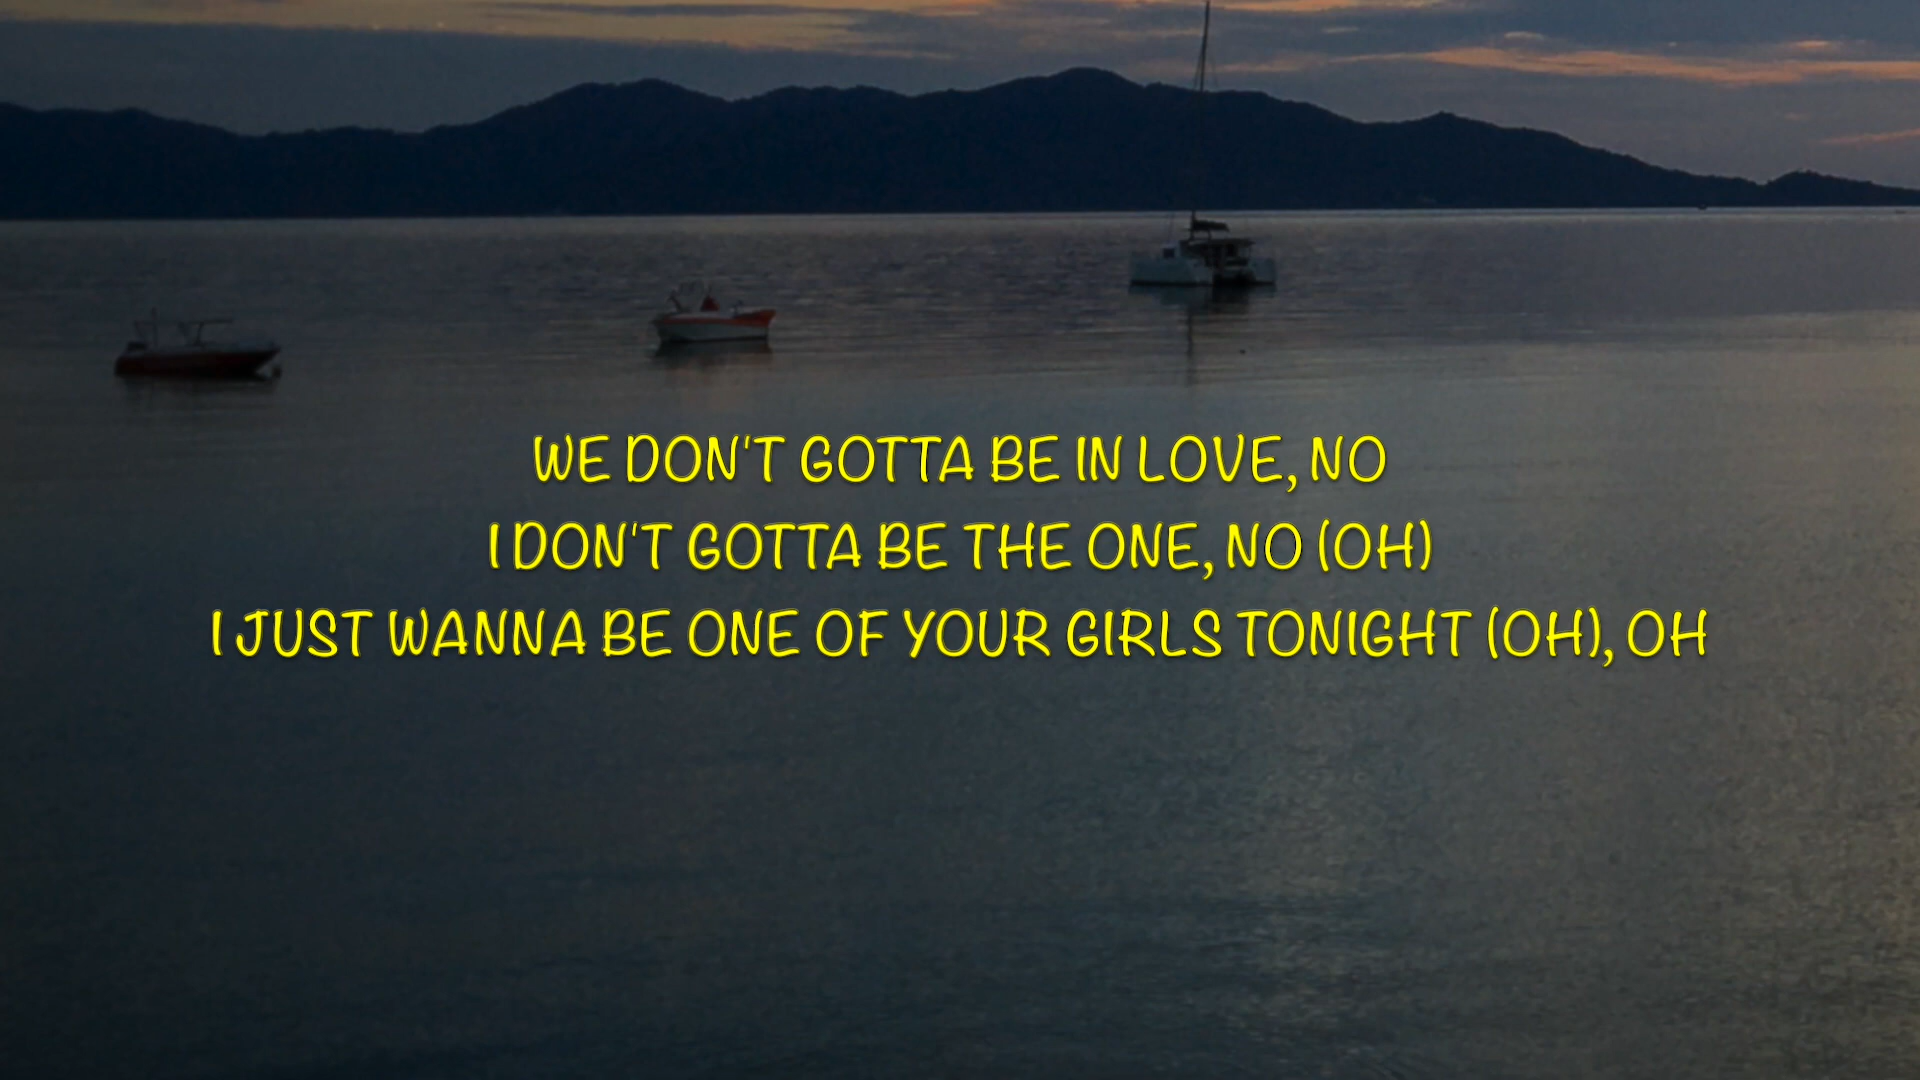 WE DON'T GOTTA BE IN LOVE, NO
I DON'T GOTTA BE THE ONE, NO (OH)
I JUST WANNA BE ONE OF YOUR GIRLS TONIGHT (OH), OH